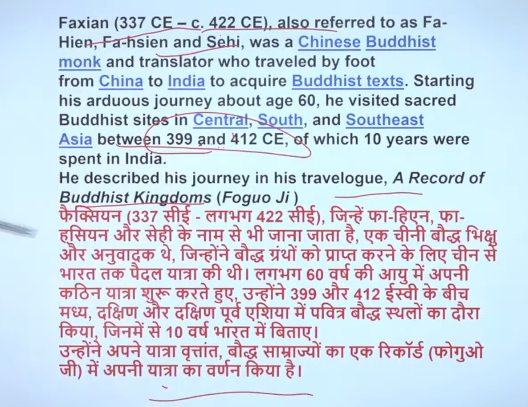 Faxian (337 CE – c. 422 CE), also referred to as Fa-
Hien, Fa-hsien and Sehi, was a Chinese Buddhist
monk and translator who traveled by foot
from China to India to acquire Buddhist texts. Starting
his arduous journey about age 60, he visited sacred
Buddhist sites in Central, South, and Southeast
Asia between 399 and 412 CE, of which 10 years were
spent in India.
He described his journey in his travelogue, A Record of
Buddhist Kingdoms (Foguo Ji )
फैक्सियन (337 सीई - लगभग 422 सीई), जिन्हें फा-हिएन, फा-
हसियन और सेही के नाम से भी जाना जाता है, एक चीनी बौद्ध भिक्षु
और अनुवादक थे, जिन्होंने बौद्ध ग्रंथों को प्राप्त करने के लिए चीन से
भारत तक पैदल यात्रा की थी। लगभग 60 वर्ष की आयु में अपनी
कठिन यात्रा शुरू करते हुए, उन्होंने 399 और 412 ईस्वी के बीच
मध्य, दक्षिण और दक्षिण पूर्व एशिया में पवित्र बौद्ध स्थलों का दौरा
किया, जिनमें से 10 वर्ष भारत में बिताए।
उन्होंने अपने यात्रा वृत्तांत, बौद्ध साम्राज्यों का एक रिकॉर्ड (फोगुओ
जी) में अपनी यात्रा का वर्णन किया है।